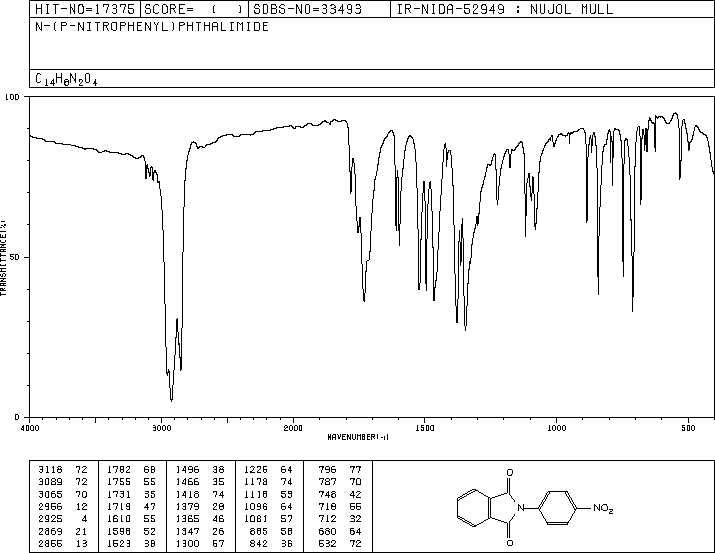 HIT-NO=17375 SCORE= ( ) SDBS-NO=33493 IR-NIDA-52949 : NUJOL MULL
N-(P-NITROPHENYL)PHTHALIMIDE
C14H8N2O4
100
50
0
TRANSMITTANCE(%)
4000 3000 2000 1500 1000 500
WAVENUMBER(-1)
3118 72 1782 68 1496 38 1226 64 796 77
3089 72 1755 55 1466 35 1178 74 787 70
3065 70 1731 35 1418 74 1118 53 748 42
2956 12 1719 47 1379 28 1096 64 718 55
2925 4 1610 55 1365 46 1081 57 712 32
2869 21 1598 52 1347 26 885 58 680 64
2855 13 1523 38 1300 57 842 36 532 72
O
N
NO2
O